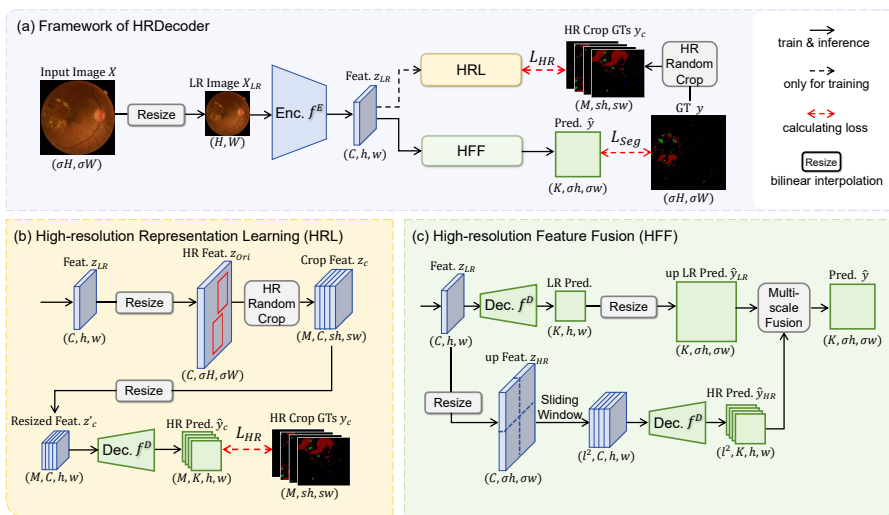 (a) Framework of HRDecoder
Input Image X
(σH, σW)
Resize
LR Image X_LR
(H, W)
Enc. f^E
Feat. z_LR
(C, h, w)
HRL
HFF
L_HR
HR Crop GTs y_c
(M, sh, sw)
HR
Random
Crop
GT y
Pred. ŷ
(K, σh, σw)
L_Seg
(σH, σW)
train & inference
only for training
calculating loss
Resize
bilinear interpolation
(b) High-resolution Representation Learning (HRL)
Feat. z_LR
(C, h, w)
Resize
HR Feat. z_Ori
(C, σH, σW)
HR
Random
Crop
Crop Feat. z_c
(M, C, sh, sw)
Resize
Resized Feat. z'_c
(M, C, h, w)
Dec. f^D
HR Pred. ŷ_c
(M, K, h, w)
L_HR
HR Crop GTs y_c
(M, sh, sw)
(c) High-resolution Feature Fusion (HFF)
Feat. z_LR
(C, h, w)
Dec. f^D
LR Pred.
(K, h, w)
Resize
up LR Pred. ŷ_LR
(K, σh, σw)
Multi-
scale
Fusion
Pred. ŷ
(K, σh, σw)
Resize
up Feat. z_HR
(C, σh, σw)
Sliding
Window
(l², C, h, w)
Dec. f^D
HR Pred. ŷ_HR
(l², K, h, w)